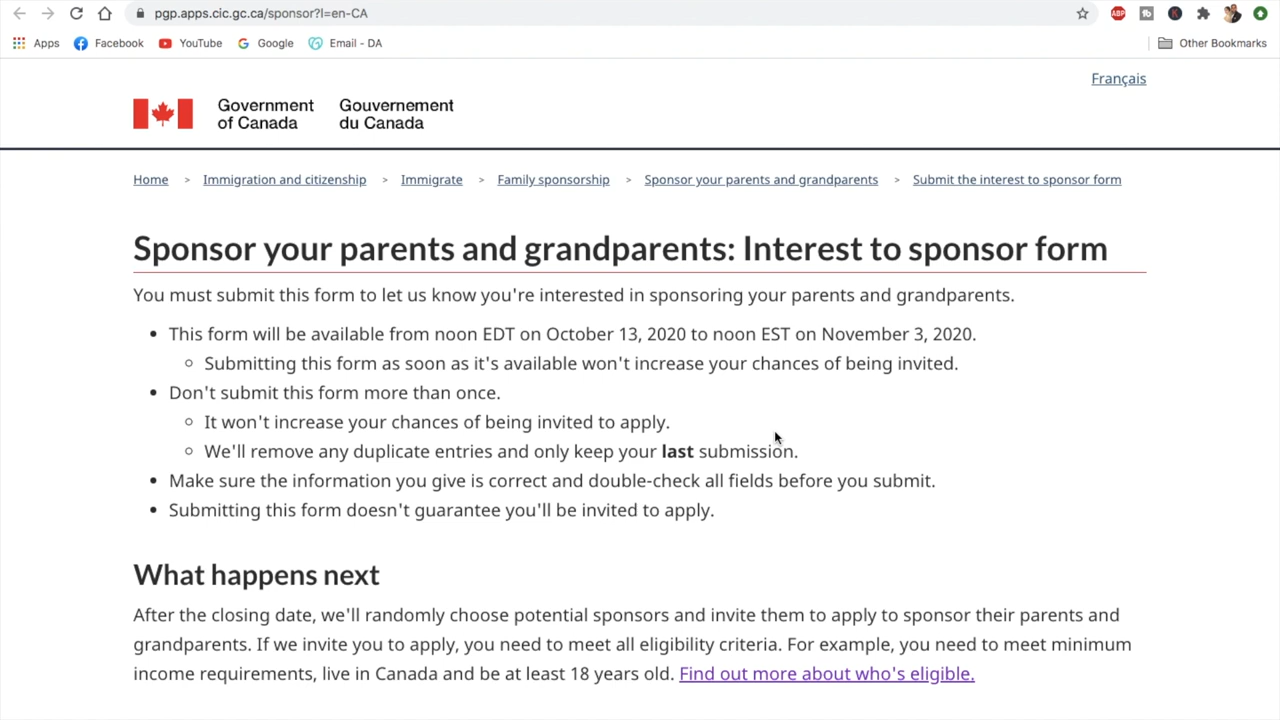 pgp.apps.cic.gc.ca/sponsor?l=en-CA
ABP
K
Apps Facebook YouTube Google Email - DA Other Bookmarks
Français
Government of Canada
Gouvernement du Canada
Home > Immigration and citizenship > Immigrate > Family sponsorship > Sponsor your parents and grandparents > Submit the interest to sponsor form
Sponsor your parents and grandparents: Interest to sponsor form
You must submit this form to let us know you're interested in sponsoring your parents and grandparents.
• This form will be available from noon EDT on October 13, 2020 to noon EST on November 3, 2020.
◦ Submitting this form as soon as it's available won't increase your chances of being invited.
• Don't submit this form more than once.
◦ It won't increase your chances of being invited to apply.
◦ We'll remove any duplicate entries and only keep your last submission.
• Make sure the information you give is correct and double-check all fields before you submit.
• Submitting this form doesn't guarantee you'll be invited to apply.
What happens next
After the closing date, we'll randomly choose potential sponsors and invite them to apply to sponsor their parents and
grandparents. If we invite you to apply, you need to meet all eligibility criteria. For example, you need to meet minimum
income requirements, live in Canada and be at least 18 years old. Find out more about who's eligible.